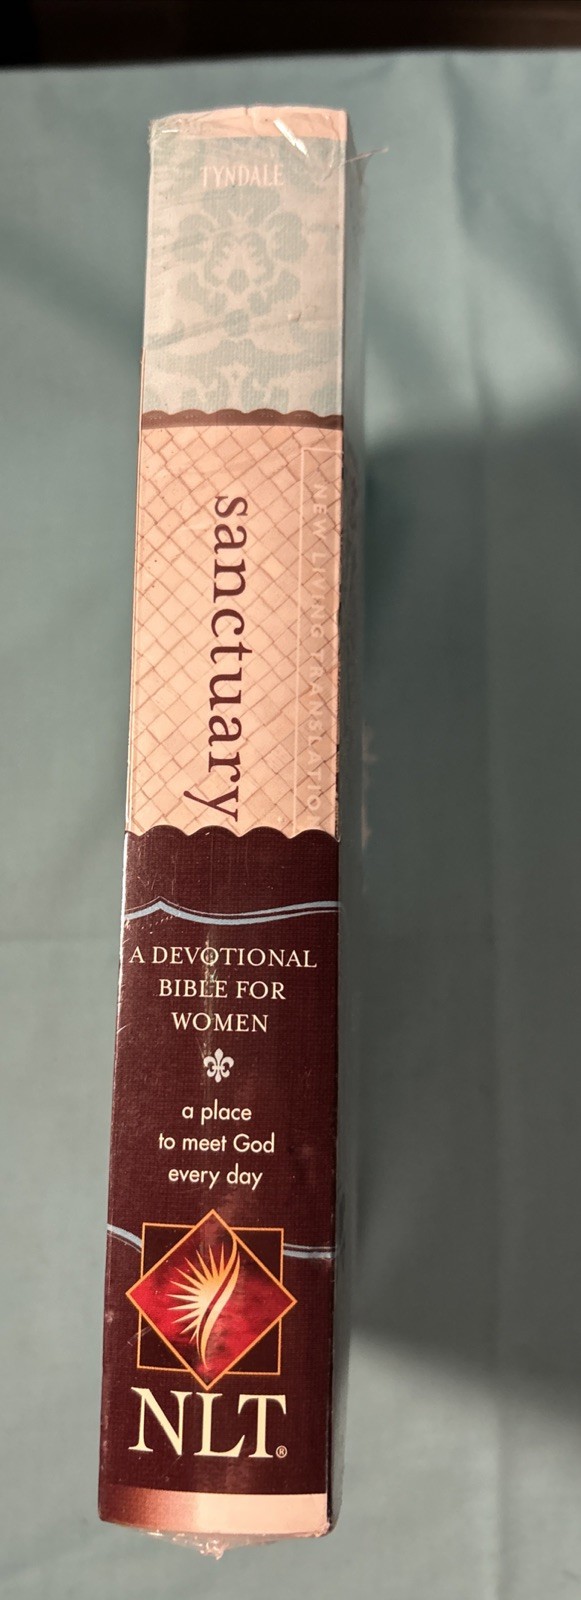 TYNDALE
sanctuary
NEW LIVING TRANSLATION
A DEVOTIONAL
BIBLE FOR
WOMEN
a place
to meet God
every day
NLT®